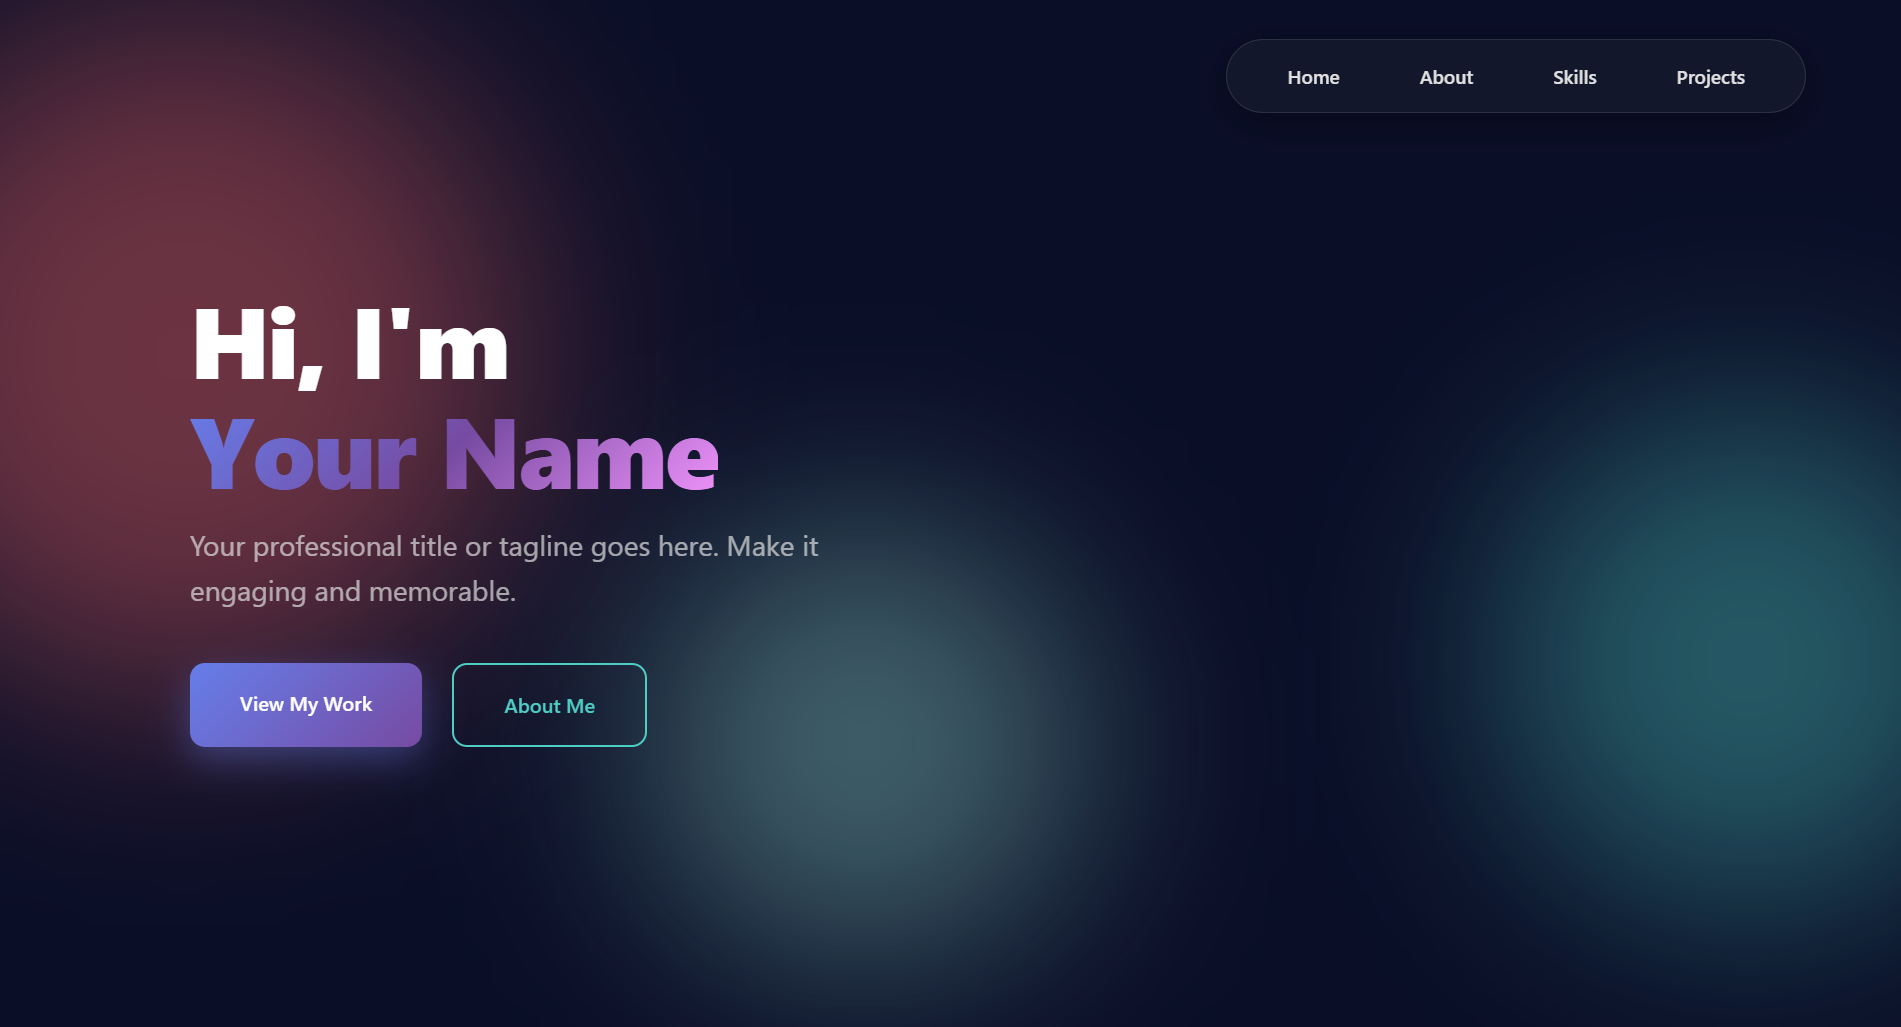 Home About Skills Projects
Hi, I'm
Your Name
Your professional title or tagline goes here. Make it
engaging and memorable.
View My Work About Me